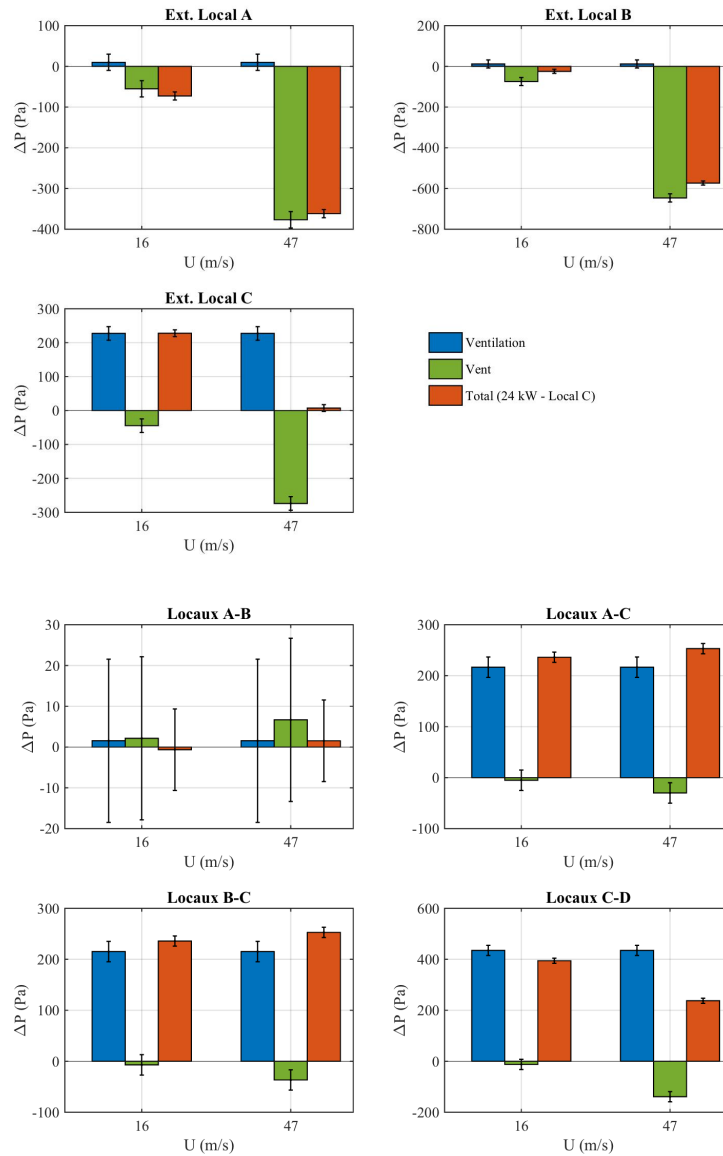 Ext. Local A
100
0
-100
-200
-300
-400
ΔP (Pa)
16
47
U (m/s)
Ext. Local B
200
0
-200
-400
-600
-800
ΔP (Pa)
16
47
U (m/s)
Ext. Local C
300
200
100
0
-100
-200
-300
ΔP (Pa)
16
47
U (m/s)
Ventilation
Vent
Total (24 kW - Local C)
Locaux A-B
30
20
10
0
-10
-20
ΔP (Pa)
16
47
U (m/s)
Locaux A-C
300
200
100
0
-100
ΔP (Pa)
16
47
U (m/s)
Locaux B-C
300
200
100
0
-100
ΔP (Pa)
16
47
U (m/s)
Locaux C-D
600
400
200
0
-200
ΔP (Pa)
16
47
U (m/s)